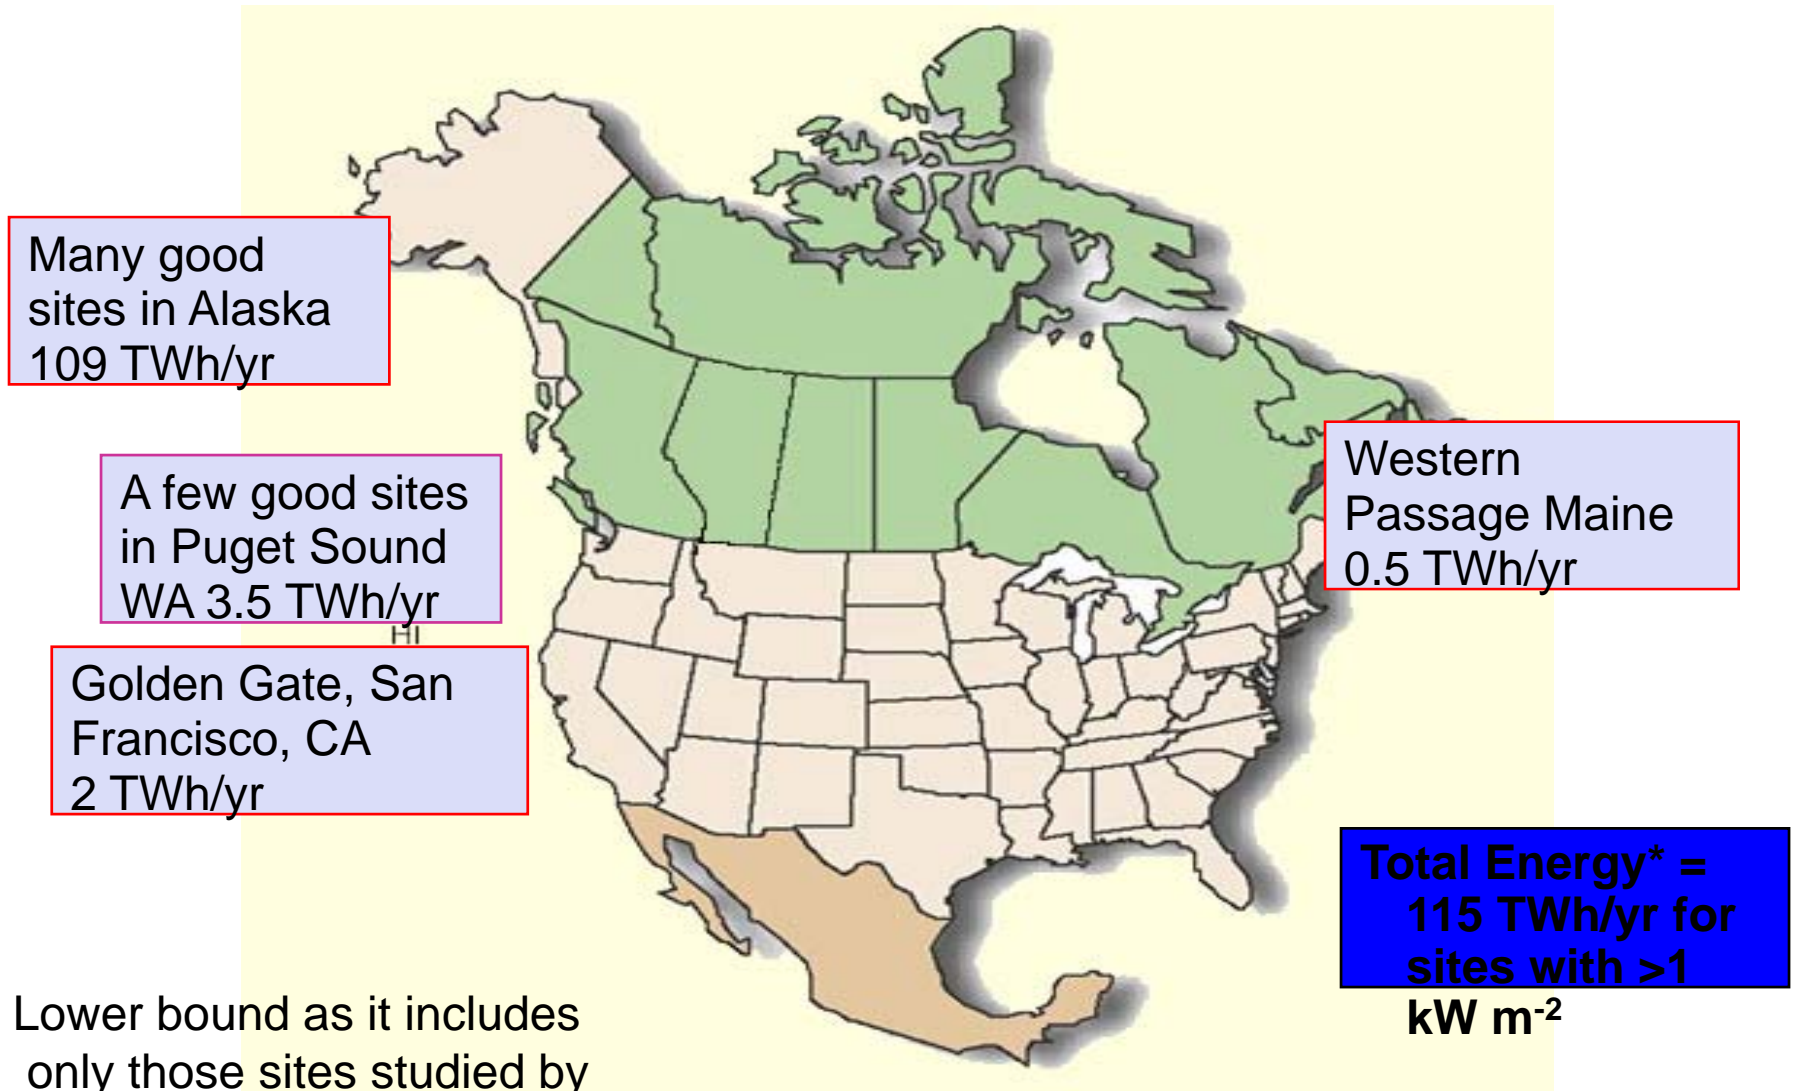 Many good
sites in Alaska
109 TWh/yr
A few good sites
in Puget Sound
WA 3.5 TWh/yr
HI
Golden Gate, San
Francisco, CA
2 TWh/yr
Western
Passage Maine
0.5 TWh/yr
Total Energy* =
115 TWh/yr for
sites with >1
kW m-2
Lower bound as it includes
only those sites studied by